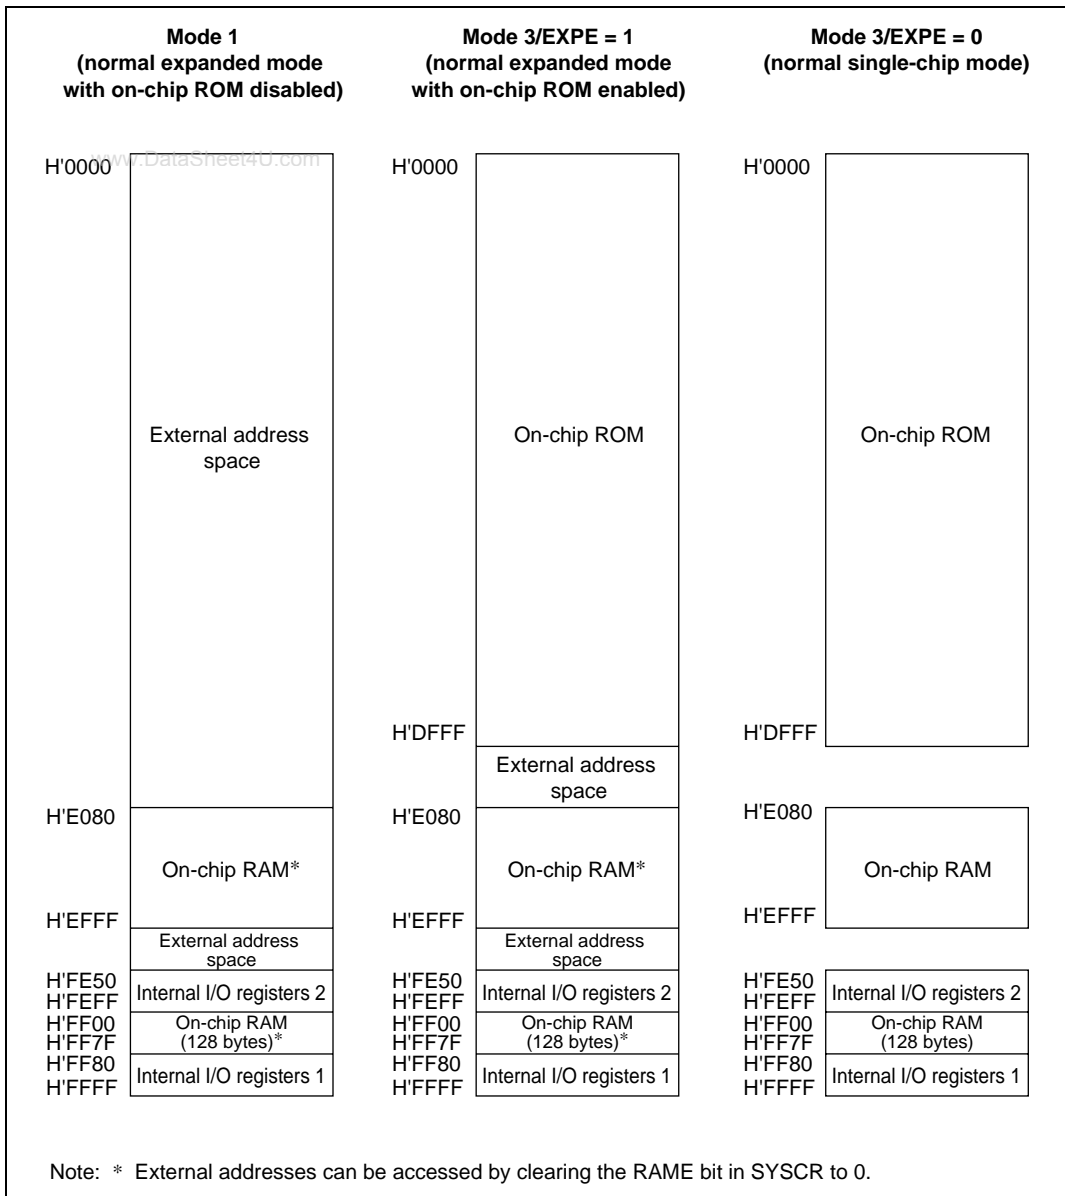 Mode 1
(normal expanded mode
with on-chip ROM disabled)
H'0000
www.DataSheet4U.com
External address
space
H'E080
On-chip RAM*
H'EFFF
External address
space
H'FE50
Internal I/O registers 2
H'FEFF
H'FF00
On-chip RAM
(128 bytes)*
H'FF7F
H'FF80
Internal I/O registers 1
H'FFFF
Mode 3/EXPE = 1
(normal expanded mode
with on-chip ROM enabled)
H'0000
On-chip ROM
H'DFFF
External address
space
H'E080
On-chip RAM*
H'EFFF
External address
space
H'FE50
Internal I/O registers 2
H'FEFF
H'FF00
On-chip RAM
(128 bytes)*
H'FF7F
H'FF80
Internal I/O registers 1
H'FFFF
Mode 3/EXPE = 0
(normal single-chip mode)
H'0000
On-chip ROM
H'DFFF
H'E080
On-chip RAM
H'EFFF
H'FE50
Internal I/O registers 2
H'FEFF
H'FF00
On-chip RAM
(128 bytes)
H'FF7F
H'FF80
Internal I/O registers 1
H'FFFF
Note: * External addresses can be accessed by clearing the RAME bit in SYSCR to 0.